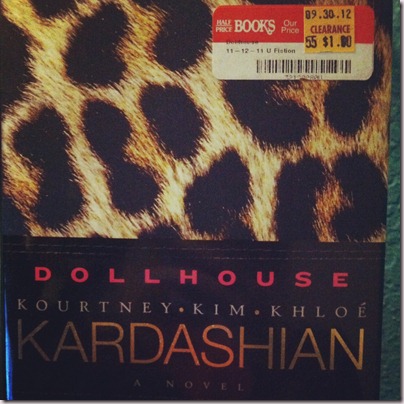 HALF PRICE BOOKS Our Price
11-12-11 U Fiction
09.30.12
CLEARANCE
55 $1.00
DOLLHOUSE
KOURTNEY • KIM • KHLOÉ
KARDASHIAN
A NOVEL